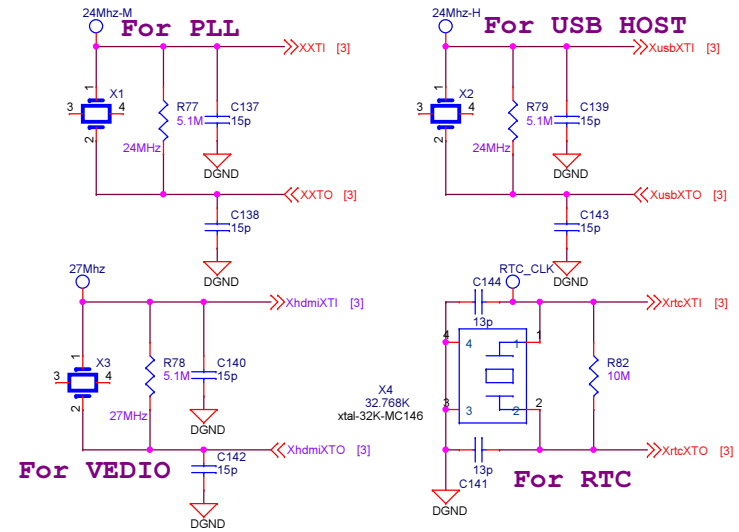 24Mhz-M
For PLL
XXTI [3]
1
X1
3
4
2
R77
5.1M
24MHz
C137
15p
DGND
XXTO [3]
C138
15p
DGND
24Mhz-H
For USB HOST
XusbXTI [3]
1
X2
3
4
2
R79
5.1M
24MHz
C139
15p
DGND
XusbXTO [3]
C143
15p
DGND
27Mhz
XhdmiXTI [3]
1
X3
3
4
2
R78
5.1M
27MHz
C140
15p
DGND
XhdmiXTO [3]
For VEDIO
C142
15p
DGND
RTC_CLK
C144
13p
XrtcXTI [3]
4
4
1
1
3
3
2
2
X4
32.768K
xtal-32K-MC146
R82
10M
13p
C141
XrtcXTO [3]
For RTC
DGND